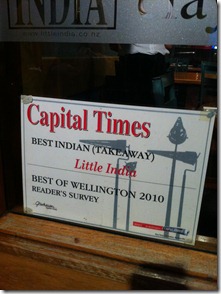 INDIA
Capital Times
BEST INDIAN (TAKEAWAY)
Little India
BEST OF WELLINGTON 2010
READER'S SURVEY